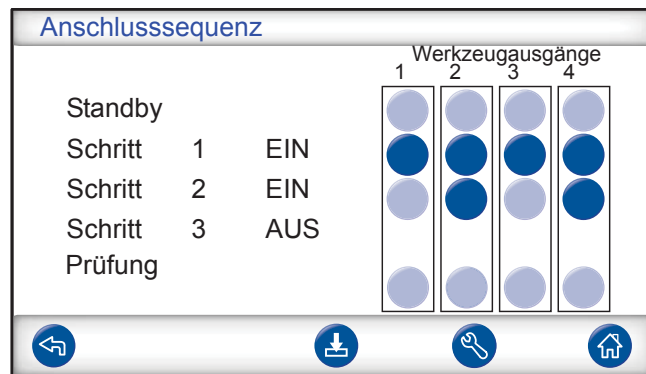 Anschlusssequenz
Werkzeugausgänge
1 2 3 4
Standby
Schritt 1 EIN
Schritt 2 EIN
Schritt 3 AUS
Prüfung